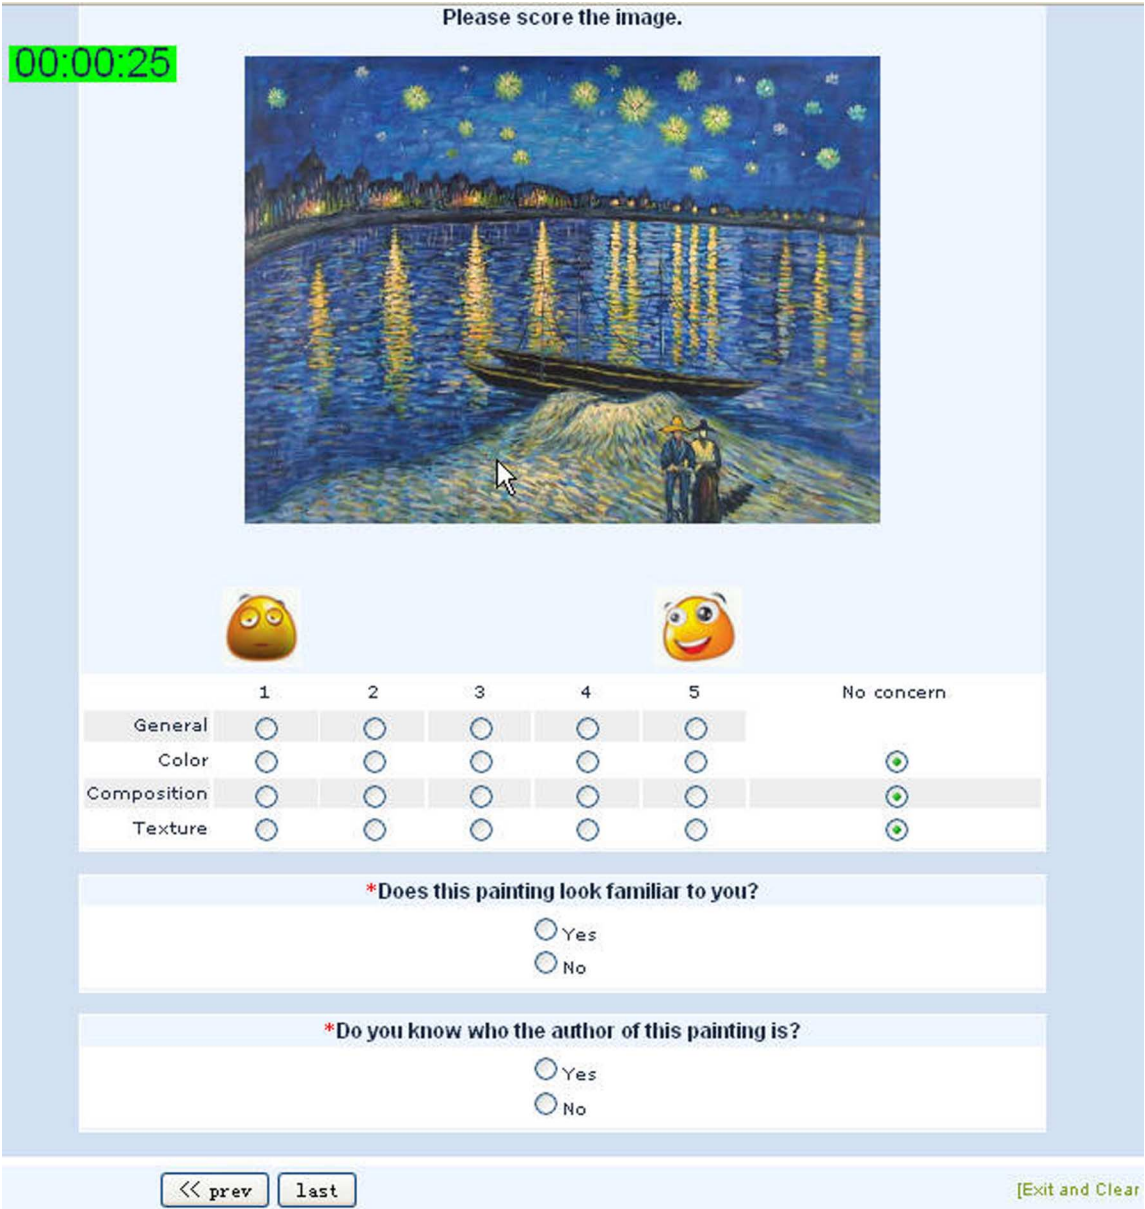 Please score the image.
00:00:25
1 2 3 4 5 No concern
General
Color
Composition
Texture
*Does this painting look familiar to you?
Yes
No
*Do you know who the author of this painting is?
Yes
No
<< prev last [Exit and Clear